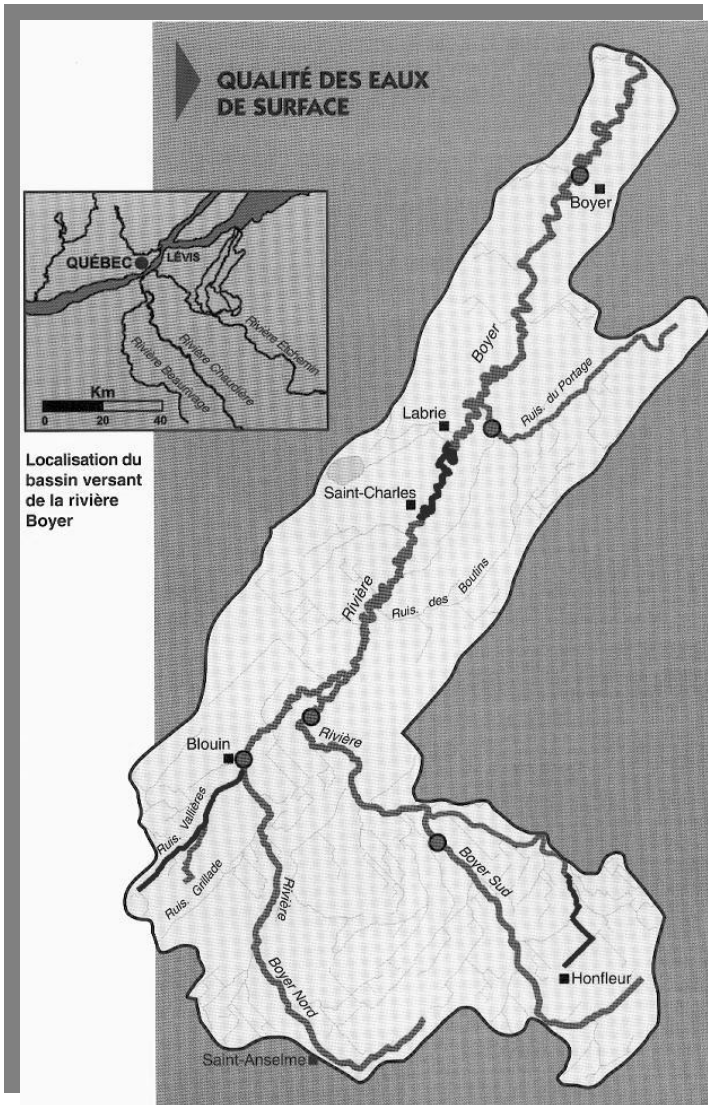 QUALITÉ DES EAUX
DE SURFACE
Boyer
QUÉBEC
LÉVIS
Rivière Etchemin
Rivière Chaudière
Rivière Beaurivage
Km
0 20 40
Localisation du
bassin versant
de la rivière
Boyer
Boyer
Ruis. du Portage
Labrie
Saint-Charles
Rivière
Ruis. des Boutins
Rivière
Blouin
Ruis. Vallières
Ruis. Grillade
Boyer Sud
Rivière
Boyer Nord
Honfleur
Saint-Anselme